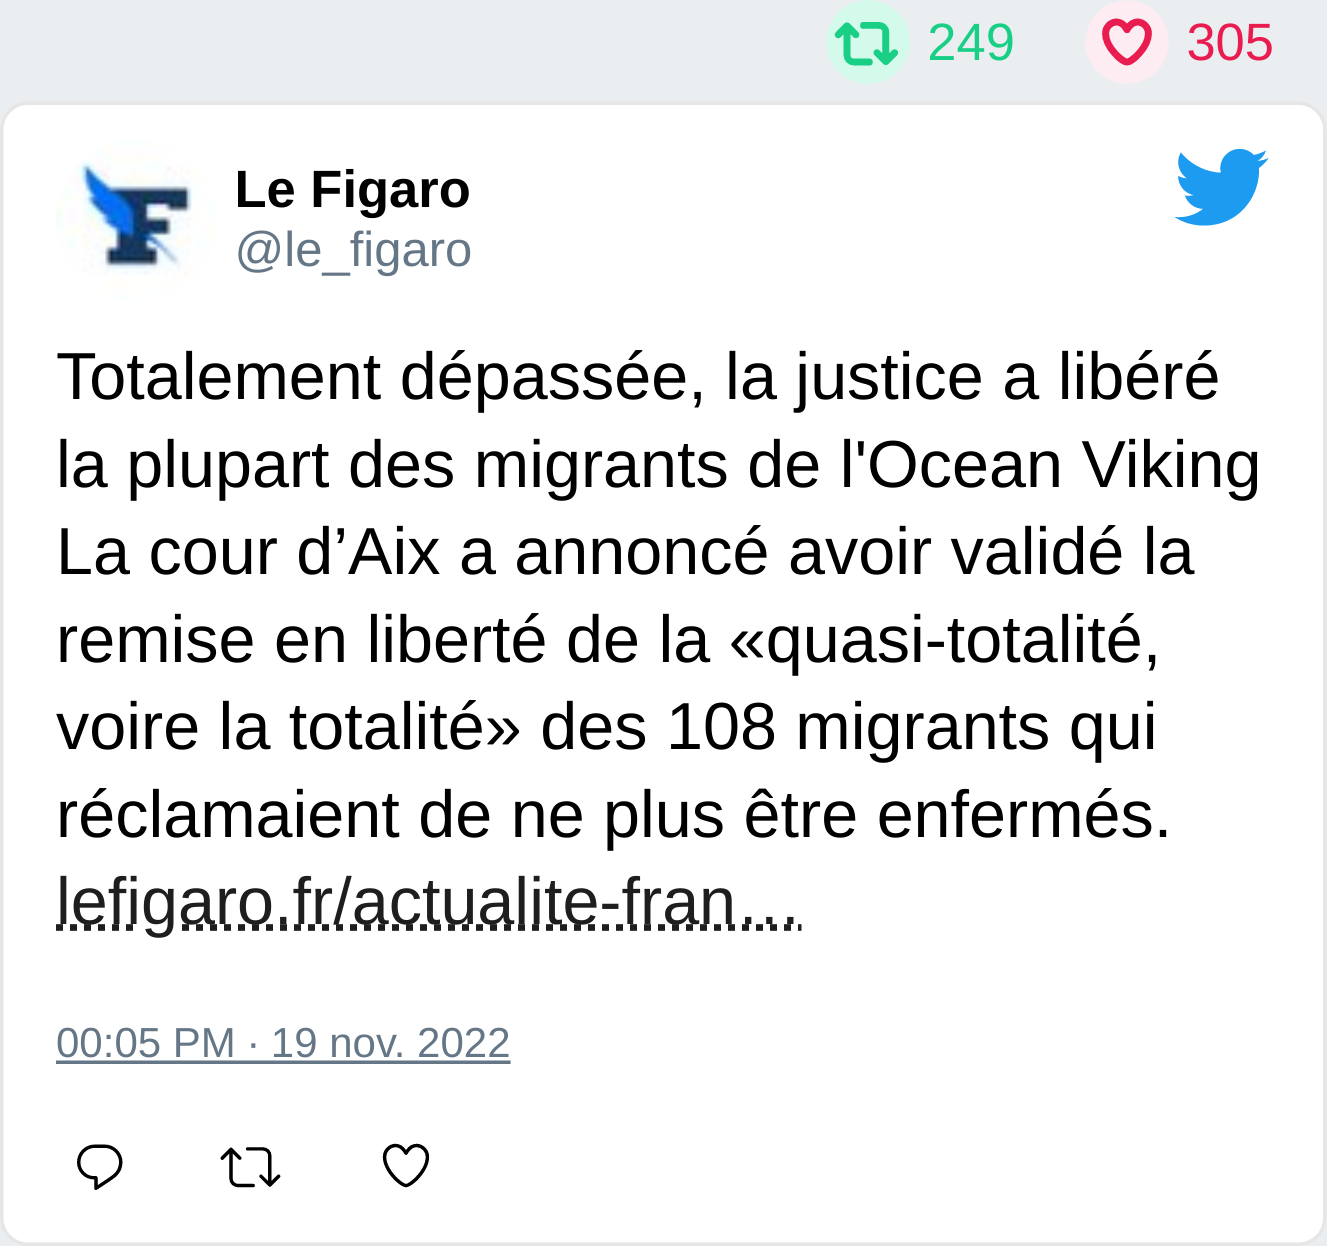 249 305
Le Figaro
@le_figaro
Totalement dépassée, la justice a libéré
la plupart des migrants de l'Ocean Viking
La cour d’Aix a annoncé avoir validé la
remise en liberté de la «quasi-totalité,
voire la totalité» des 108 migrants qui
réclamaient de ne plus être enfermés.
lefigaro.fr/actualite-fran…
00:05 PM · 19 nov. 2022